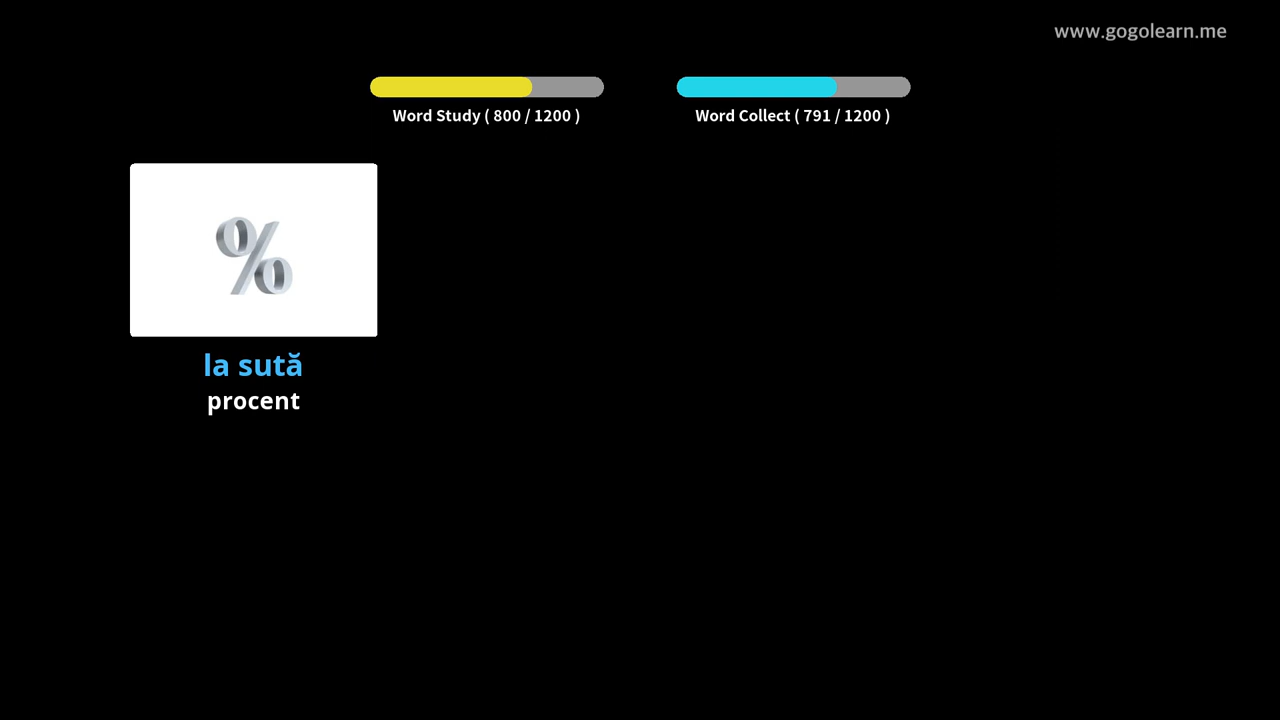 www.gogolearn.me
Word Study ( 800 / 1200 )
Word Collect ( 791 / 1200 )
%
la sută
procent